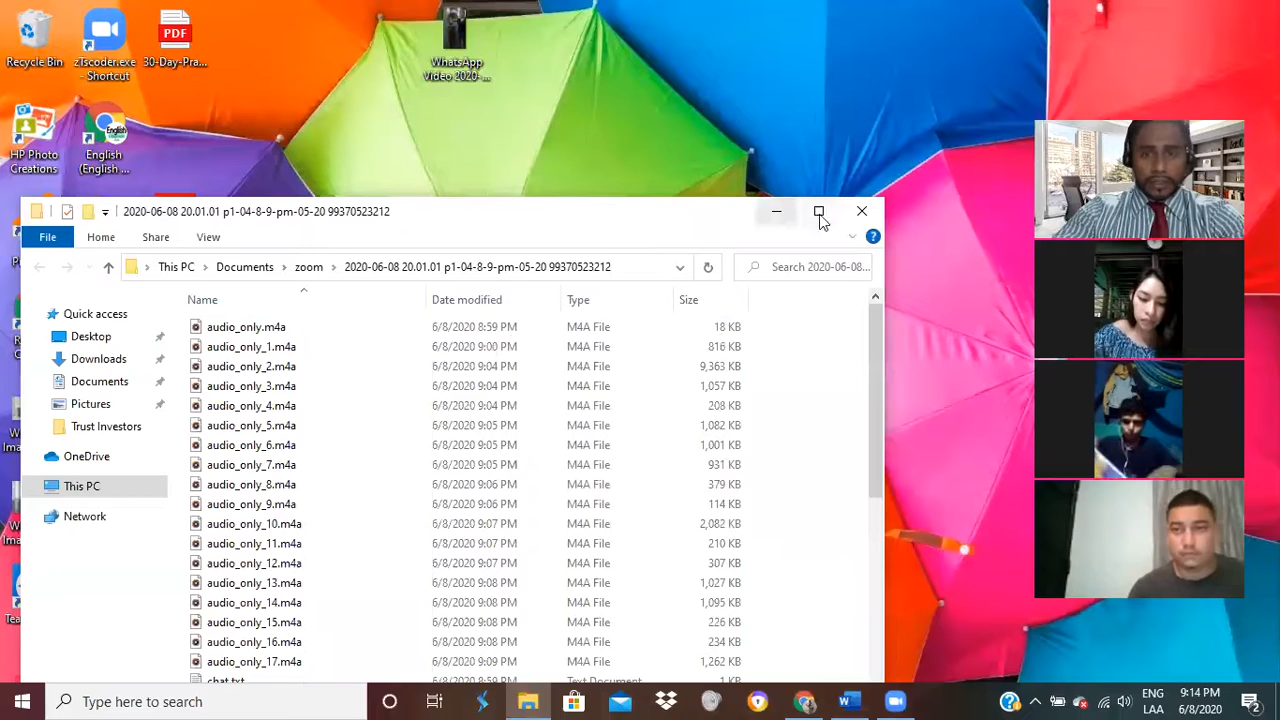 Recycle Bin
zTscoder.exe
- Shortcut
PDF
30-Day-Pra...
WhatsApp
Video 2020-...
HP Photo
Creations
English
English
(English ...
2020-06-08 20.01.01 p1-04-8-9-pm-05-20 99370523212
File Home Share View
This PC > Documents > zoom > 2020-06-08 20.01.01 p1-04-8-9-pm-05-20 99370523212
Search 2020-06-08...
Name Date modified Type Size
Quick access
Desktop
Downloads
Documents
Pictures
Trust Investors
OneDrive
This PC
Network
audio_only.m4a 6/8/2020 8:59 PM M4A File 18 KB
audio_only_1.m4a 6/8/2020 9:00 PM M4A File 816 KB
audio_only_2.m4a 6/8/2020 9:04 PM M4A File 9,363 KB
audio_only_3.m4a 6/8/2020 9:04 PM M4A File 1,057 KB
audio_only_4.m4a 6/8/2020 9:04 PM M4A File 208 KB
audio_only_5.m4a 6/8/2020 9:05 PM M4A File 1,082 KB
audio_only_6.m4a 6/8/2020 9:05 PM M4A File 1,001 KB
audio_only_7.m4a 6/8/2020 9:05 PM M4A File 931 KB
audio_only_8.m4a 6/8/2020 9:06 PM M4A File 379 KB
audio_only_9.m4a 6/8/2020 9:06 PM M4A File 114 KB
audio_only_10.m4a 6/8/2020 9:07 PM M4A File 2,082 KB
audio_only_11.m4a 6/8/2020 9:07 PM M4A File 210 KB
audio_only_12.m4a 6/8/2020 9:07 PM M4A File 307 KB
audio_only_13.m4a 6/8/2020 9:08 PM M4A File 1,027 KB
audio_only_14.m4a 6/8/2020 9:08 PM M4A File 1,095 KB
audio_only_15.m4a 6/8/2020 9:08 PM M4A File 226 KB
audio_only_16.m4a 6/8/2020 9:08 PM M4A File 234 KB
audio_only_17.m4a 6/8/2020 9:08 PM M4A File 1,262 KB
chat.txt 6/8/2020 8:59 PM Text Document 1 KB
Type here to search
ENG
LAA
9:14 PM
6/8/2020
2